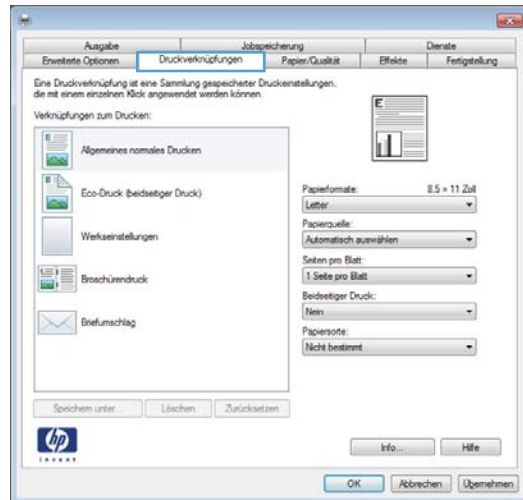 Ausgabe
Jobspeicherung
Dienste
Erweiterte Optionen
Druckverknüpfungen
Papier/Qualität
Effekte
Fertigstellung
Eine Druckverknüpfung ist eine Sammlung gespeicherter Druckeinstellungen,
die mit einem einzelnen Klick angewendet werden können.
Verknüpfungen zum Drucken:
Allgemeines normales Drucken
Eco-Druck (beidseitiger Druck)
Werkseinstellungen
Broschürendruck
Briefumschlag
E
Papierformate: 8.5 × 11 Zoll
Letter
Papierquelle:
Automatisch auswählen
Seiten pro Blatt:
1 Seite pro Blatt
Beidseitiger Druck:
Nein
Papiersorte:
Nicht bestimmt
Speichern unter...
Löschen
Zurücksetzen
hp
invent
Info...
Hilfe
OK
Abbrechen
Übernehmen